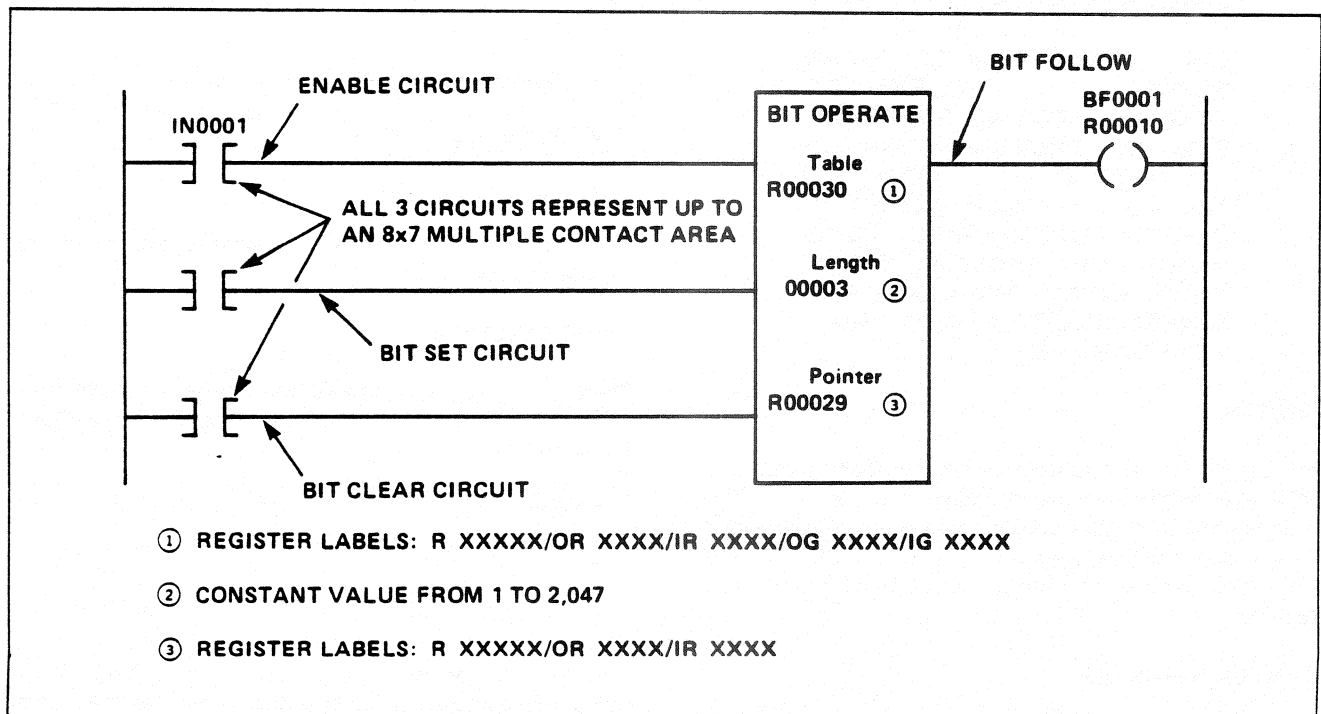 BIT FOLLOW
ENABLE CIRCUIT
IN0001
BIT OPERATE
BF0001
R00010
Table
R00030 ①
ALL 3 CIRCUITS REPRESENT UP TO
AN 8x7 MULTIPLE CONTACT AREA
Length
00003 ②
BIT SET CIRCUIT
Pointer
R00029 ③
BIT CLEAR CIRCUIT
① REGISTER LABELS: R XXXXX/OR XXXX/IR XXXX/OG XXXX/IG XXXX
② CONSTANT VALUE FROM 1 TO 2,047
③ REGISTER LABELS: R XXXXX/OR XXXX/IR XXXX